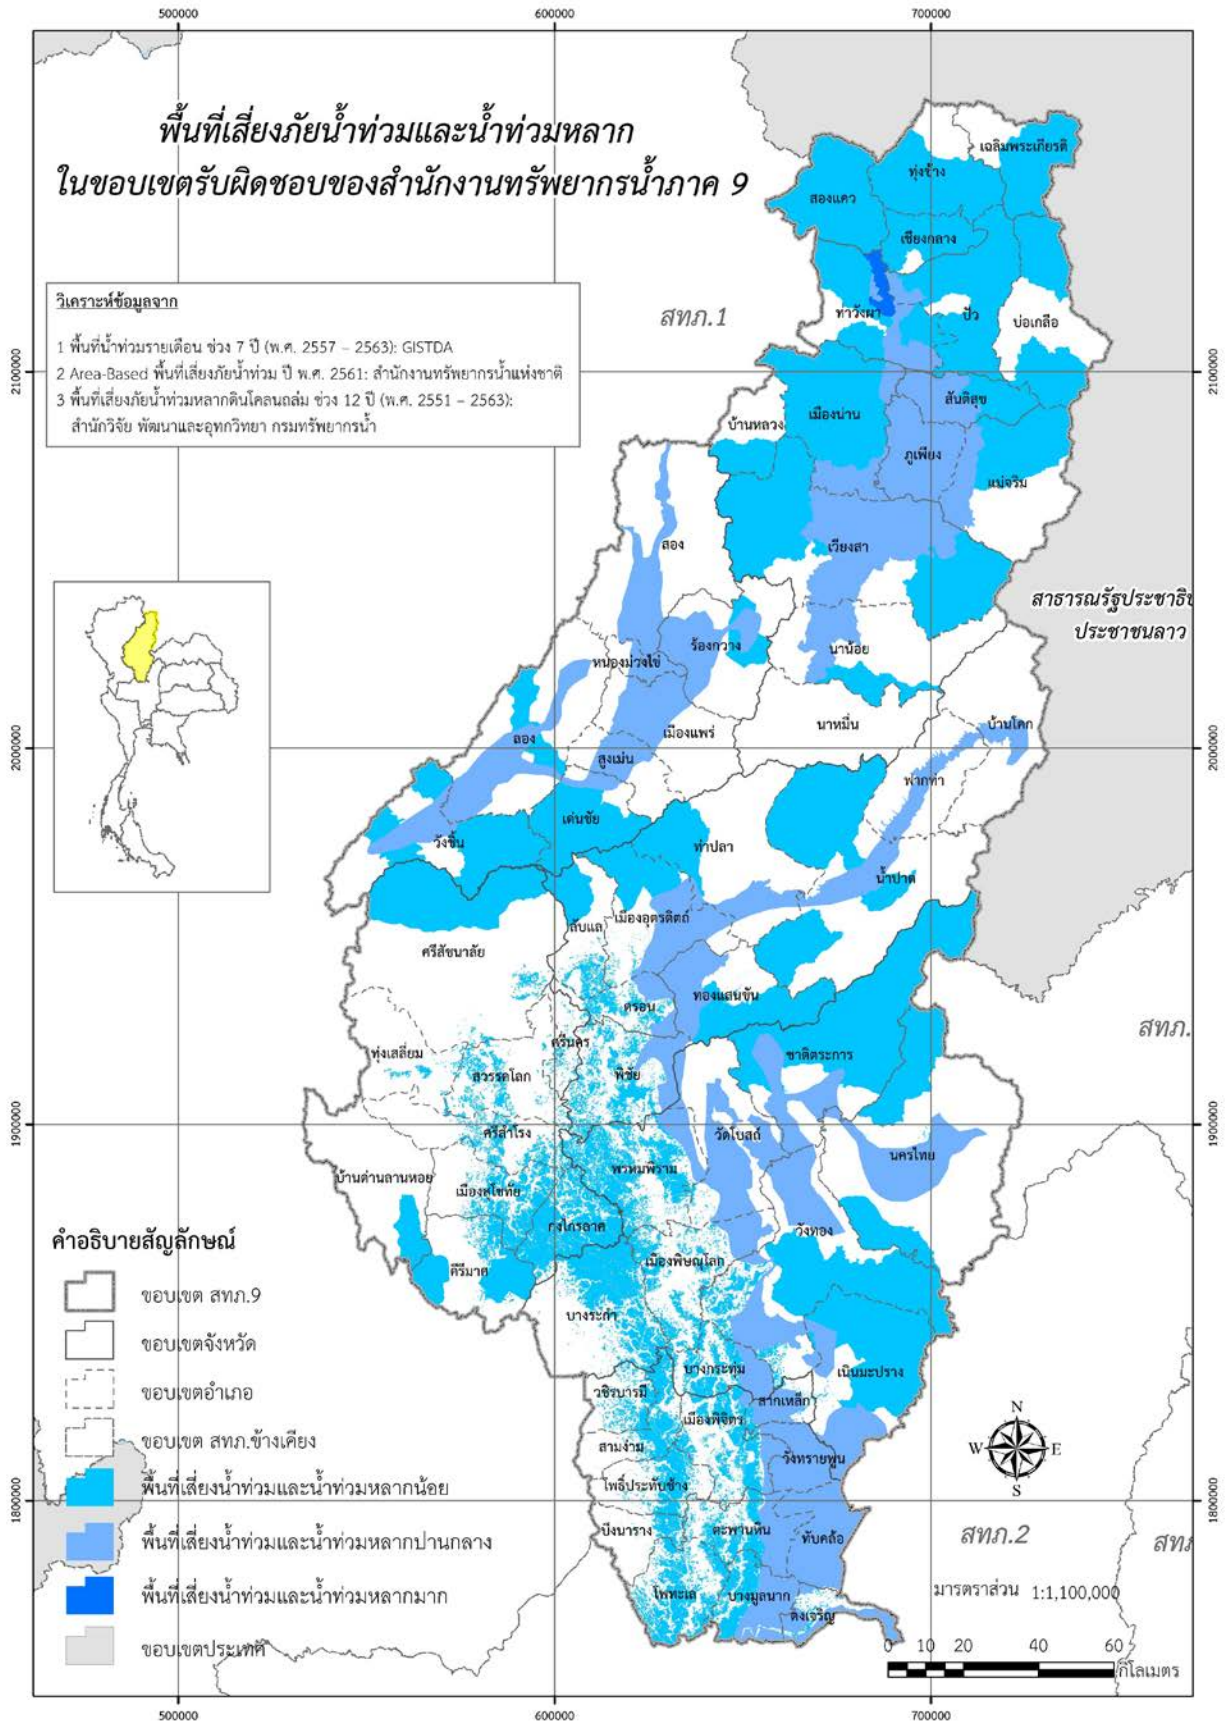 500000
600000
700000
พื้นที่เสี่ยงภัยน้ำท่วมและน้ำท่วมหลาก
ในขอบเขตรับผิดชอบของสำนักงานทรัพยากรน้ำภาค 9
วิเคราะห์ข้อมูลจาก
1 พื้นที่น้ำท่วมรายเดือน ช่วง 7 ปี (พ.ศ. 2557 – 2563): GISTDA
2 Area-Based พื้นที่เสี่ยงภัยน้ำท่วม ปี พ.ศ. 2561: สำนักงานทรัพยากรน้ำแห่งชาติ
3 พื้นที่เสี่ยงภัยน้ำท่วมหลากดินโคลนถล่ม ช่วง 12 ปี (พ.ศ. 2551 – 2563):
สำนักวิจัย พัฒนาและอุทกวิทยา กรมทรัพยากรน้ำ
เฉลิมพระเกียรติ
ทุ่งช้าง
สองแคว
เชียงกลาง
สทภ.1
ท่าวังผา
ปัว
บ่อเกลือ
2100000
2100000
สันติสุข
เมืองน่าน
บ้านหลวง
ภูเพียง
แม่จริม
สอง
เวียงสา
สาธารณรัฐประชาธิป
ประชาชนลาว
ร้องกวาง
นาน้อย
หนองม่วงไข่
นาหมื่น
บ้านโคก
เมืองแพร่
ลอง
2000000
2000000
สูงเม่น
ฟากท่า
เด่นชัย
วังชิ้น
ท่าปลา
น้ำปาด
เมืองอุตรดิตถ์
ลับแล
ศรีสัชนาลัย
ทองแสนขัน
ตรอน
สทภ.
ศรีนคร
ทุ่งเสลี่ยม
ชาติตระการ
สวรรคโลก
พิชัย
1900000
1900000
ศรีสำโรง
วัดโบสถ์
นครไทย
บ้านด่านลานหอย
พรหมพิราม
เมืองสุโขทัย
กงไกรลาศ
วังทอง
คีรีมาศ
เมืองพิษณุโลก
บางระกำ
บางกระทุ่ม
เนินมะปราง
วชิรบารมี
สากเหล็ก
เมืองพิจิตร
สามง่าม
วังทรายพูน
โพธิ์ประทับช้าง
บึงนาราง
ตะพานหิน
ทับคล้อ
โพทะเล
บางมูลนาก
ดงเจริญ
คำอธิบายสัญลักษณ์
ขอบเขต สทภ.9
ขอบเขตจังหวัด
ขอบเขตอำเภอ
ขอบเขต สทภ.ข้างเคียง
พื้นที่เสี่ยงน้ำท่วมและน้ำท่วมหลากน้อย
พื้นที่เสี่ยงน้ำท่วมและน้ำท่วมหลากปานกลาง
พื้นที่เสี่ยงน้ำท่วมและน้ำท่วมหลากมาก
ขอบเขตประเทศ
N
W
E
S
1800000
1800000
สทภ.2
สทภ
มาตราส่วน 1:1,100,000
0 10 20 40 60
กิโลเมตร
500000
600000
700000